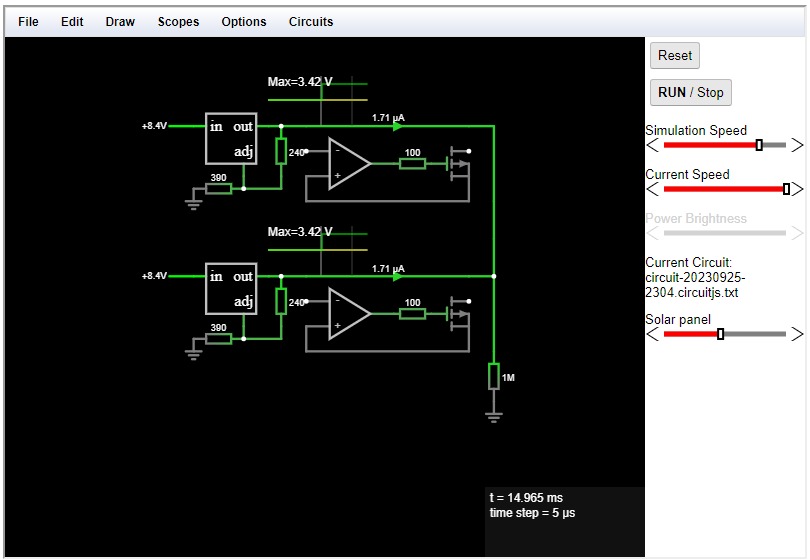 File Edit Draw Scopes Options Circuits
Reset
RUN / Stop
Simulation Speed
Current Speed
Power Brightness
Current Circuit:
circuit-20230925-
2304.circuitjs.txt
Solar panel
Max=3.42 V
1.71 µA
+8.4V
in out
adj
240
-
+
100
390
Max=3.42 V
1.71 µA
+8.4V
in out
adj
240
-
+
100
390
1M
t = 14.965 ms
time step = 5 µs